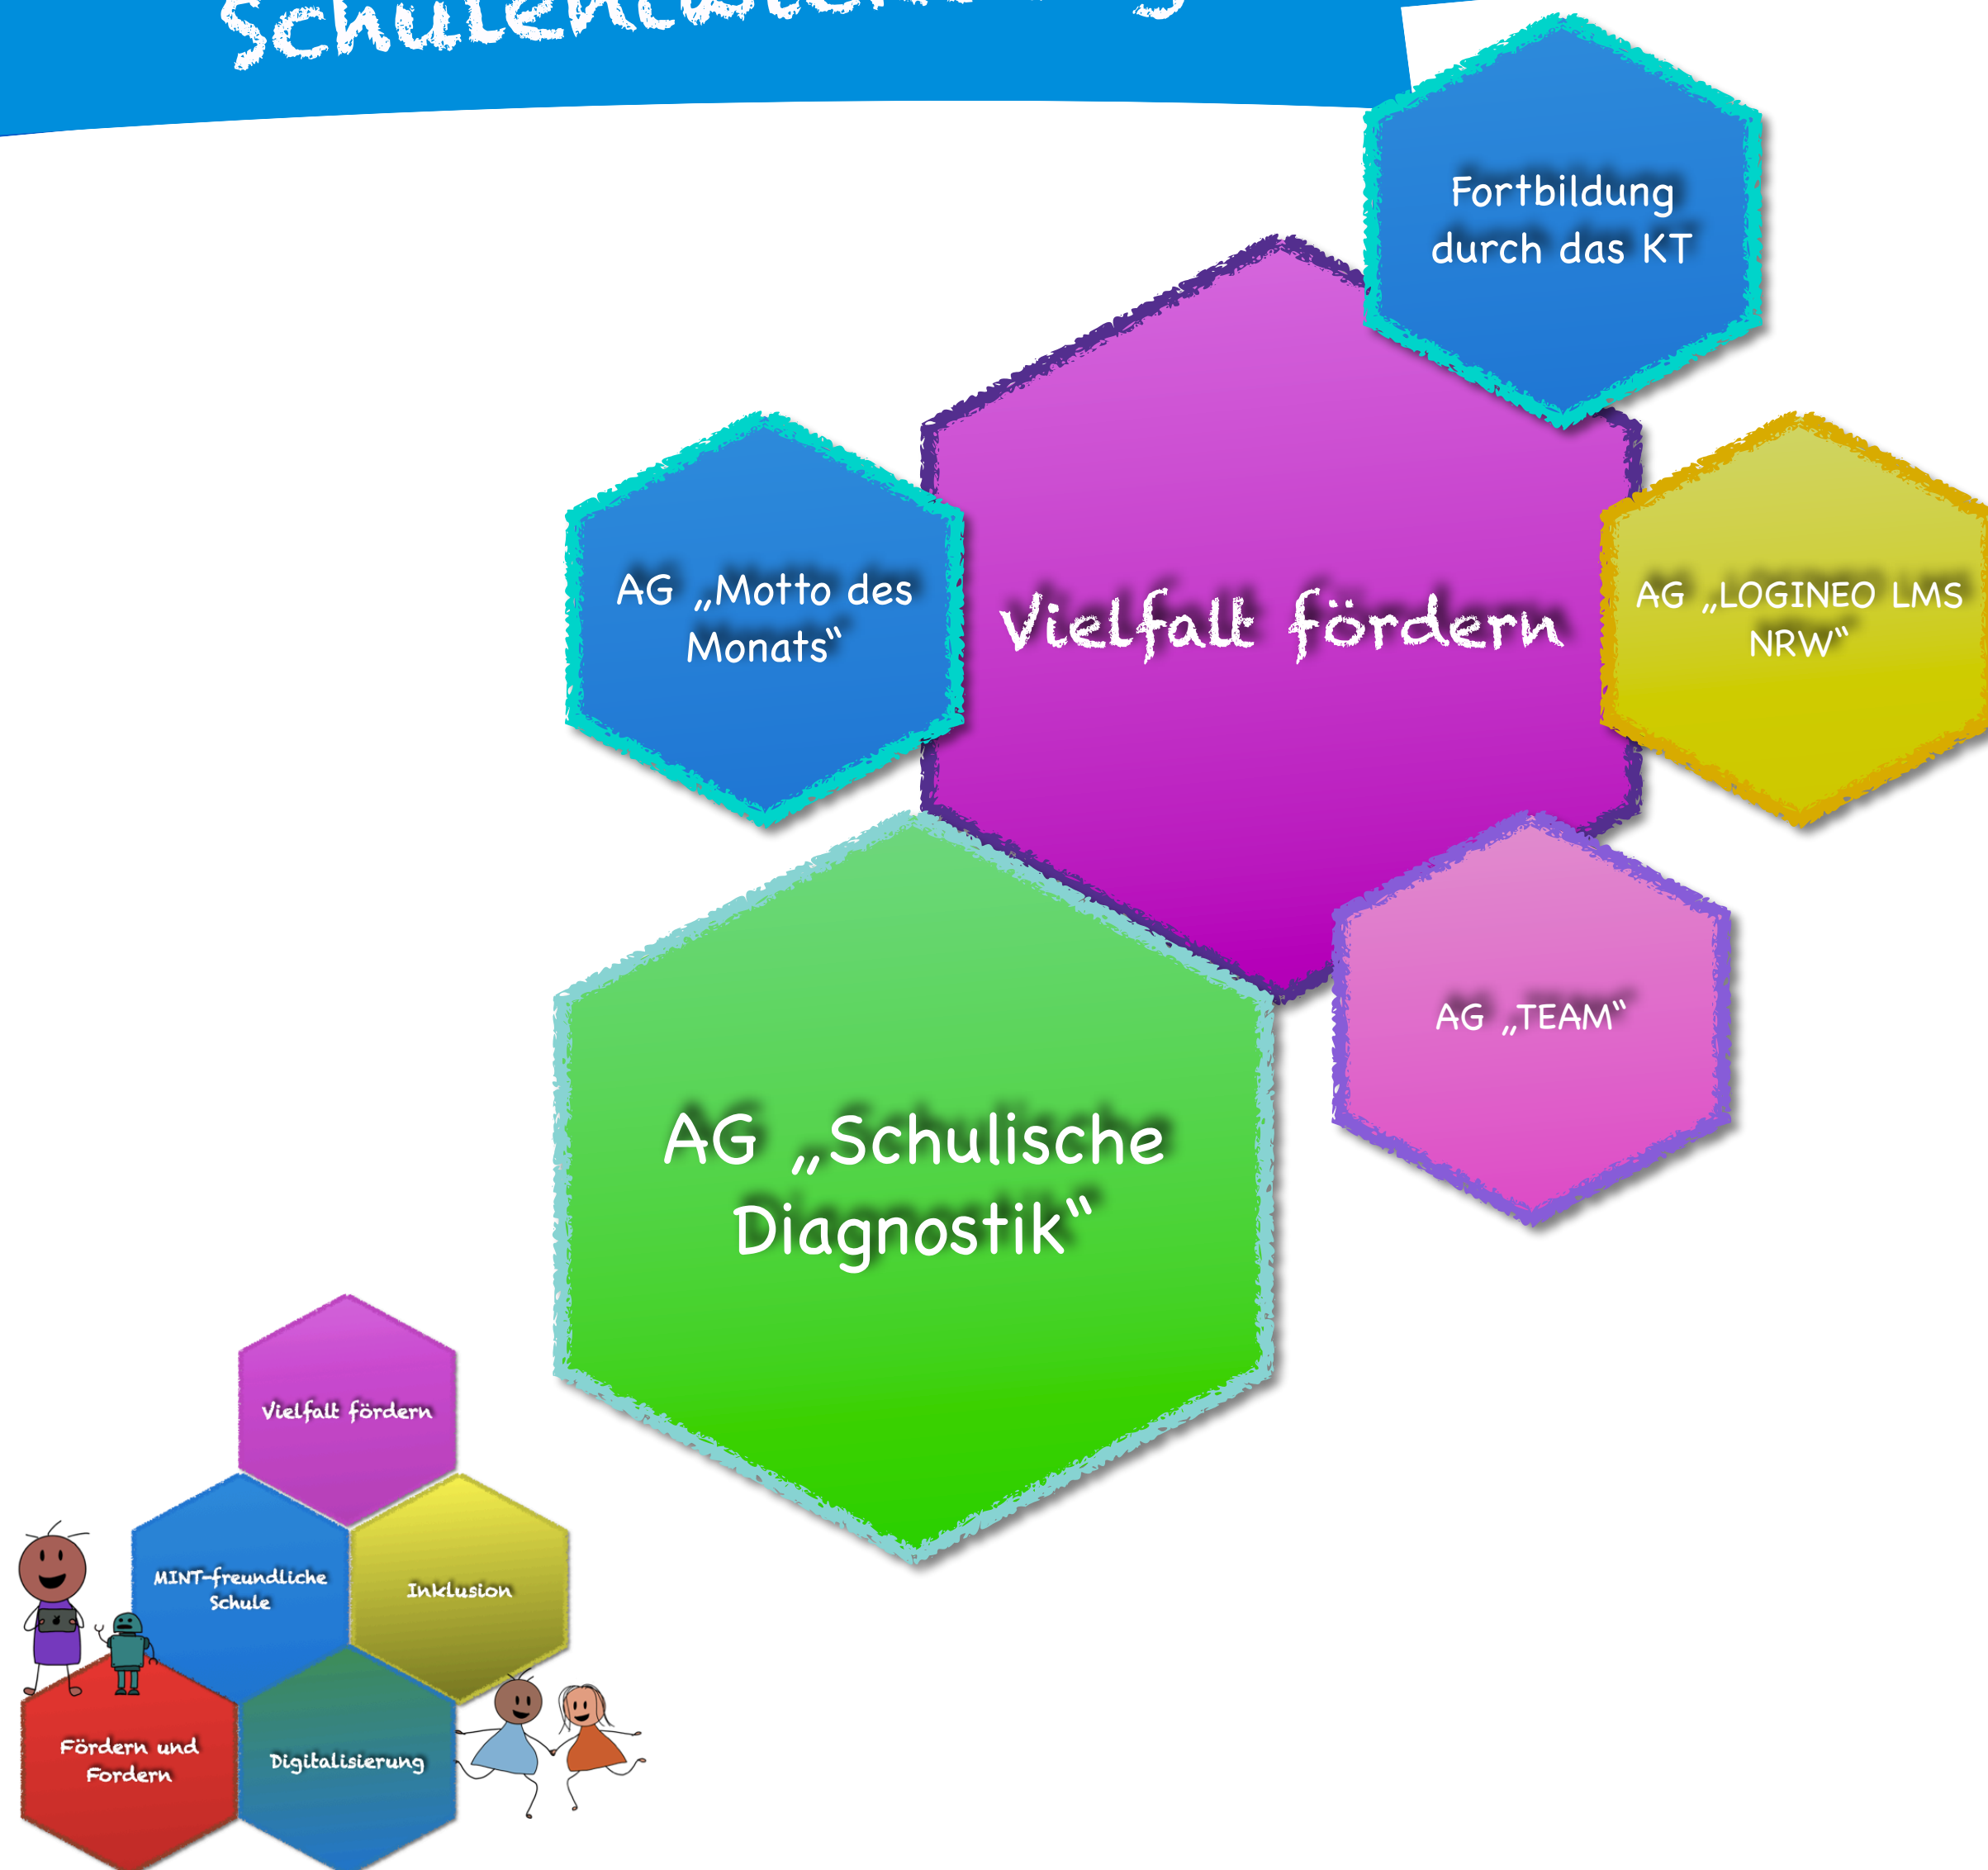 Fortbildung
durch das KT
AG „Motto des
Monats“
Vielfalt fördern
AG „LOGINEO LMS
NRW“
AG „TEAM“
AG „Schulische
Diagnostik“
Vielfalt fördern
MINT-freundliche
Schule
Inklusion
Fördern und
Fordern
Digitalisierung